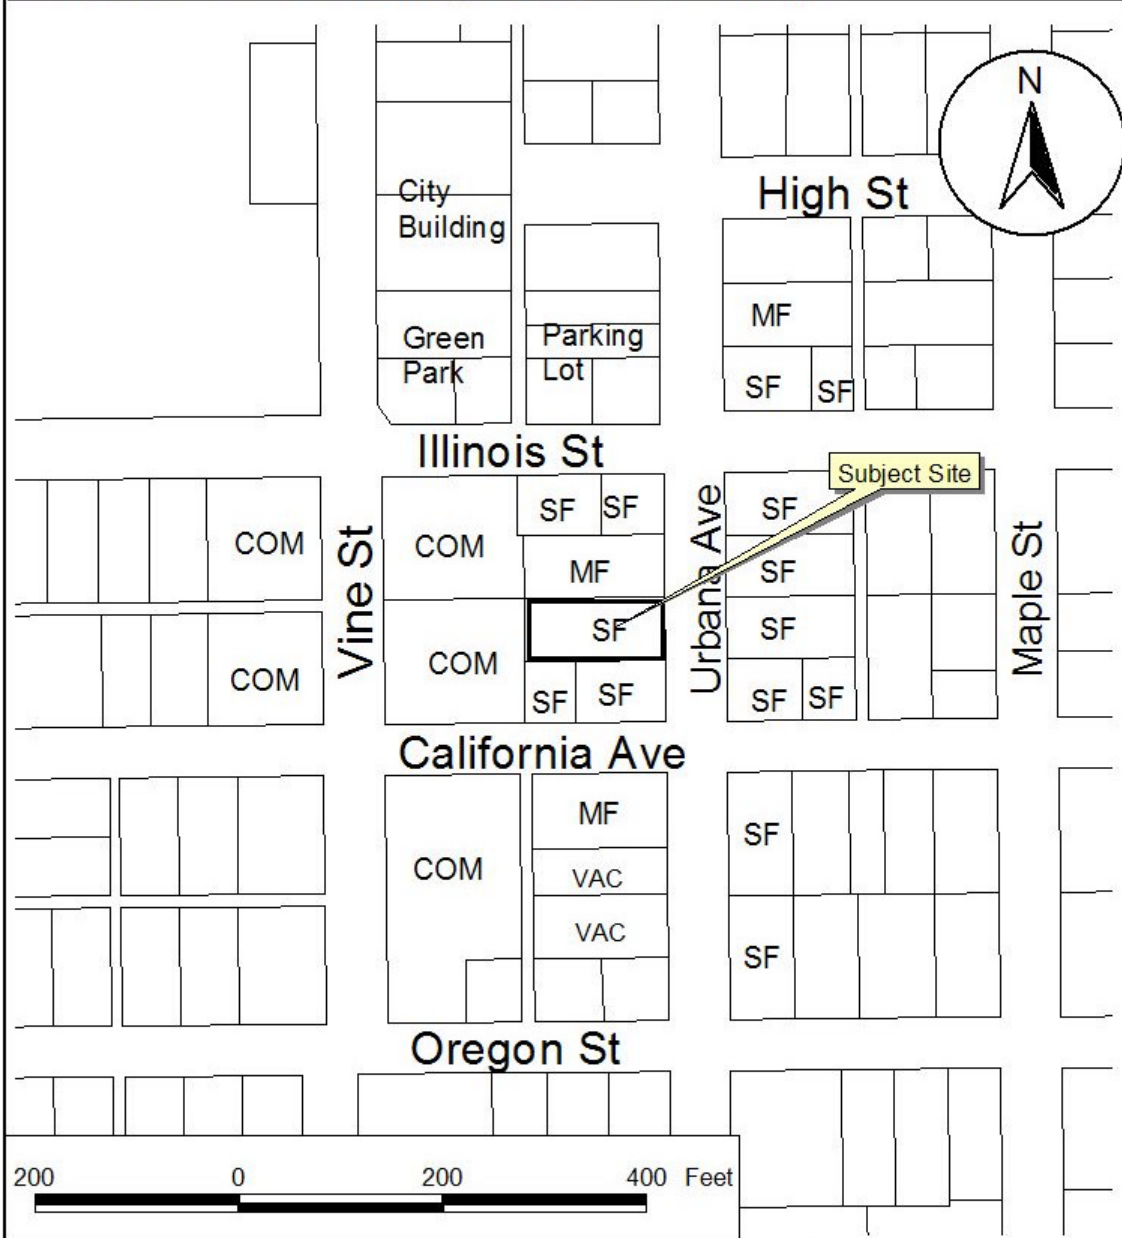 N
City
Building
High St
MF
Green
Park
Parking
Lot
SF
SF
Illinois St
Subject Site
COM
COM
SF
SF
SF
MF
SF
Vine St
Urbana Ave
Maple St
COM
COM
SF
SF
SF
SF
SF
SF
California Ave
COM
MF
VAC
VAC
SF
SF
Oregon St
200 0 200 400 Feet